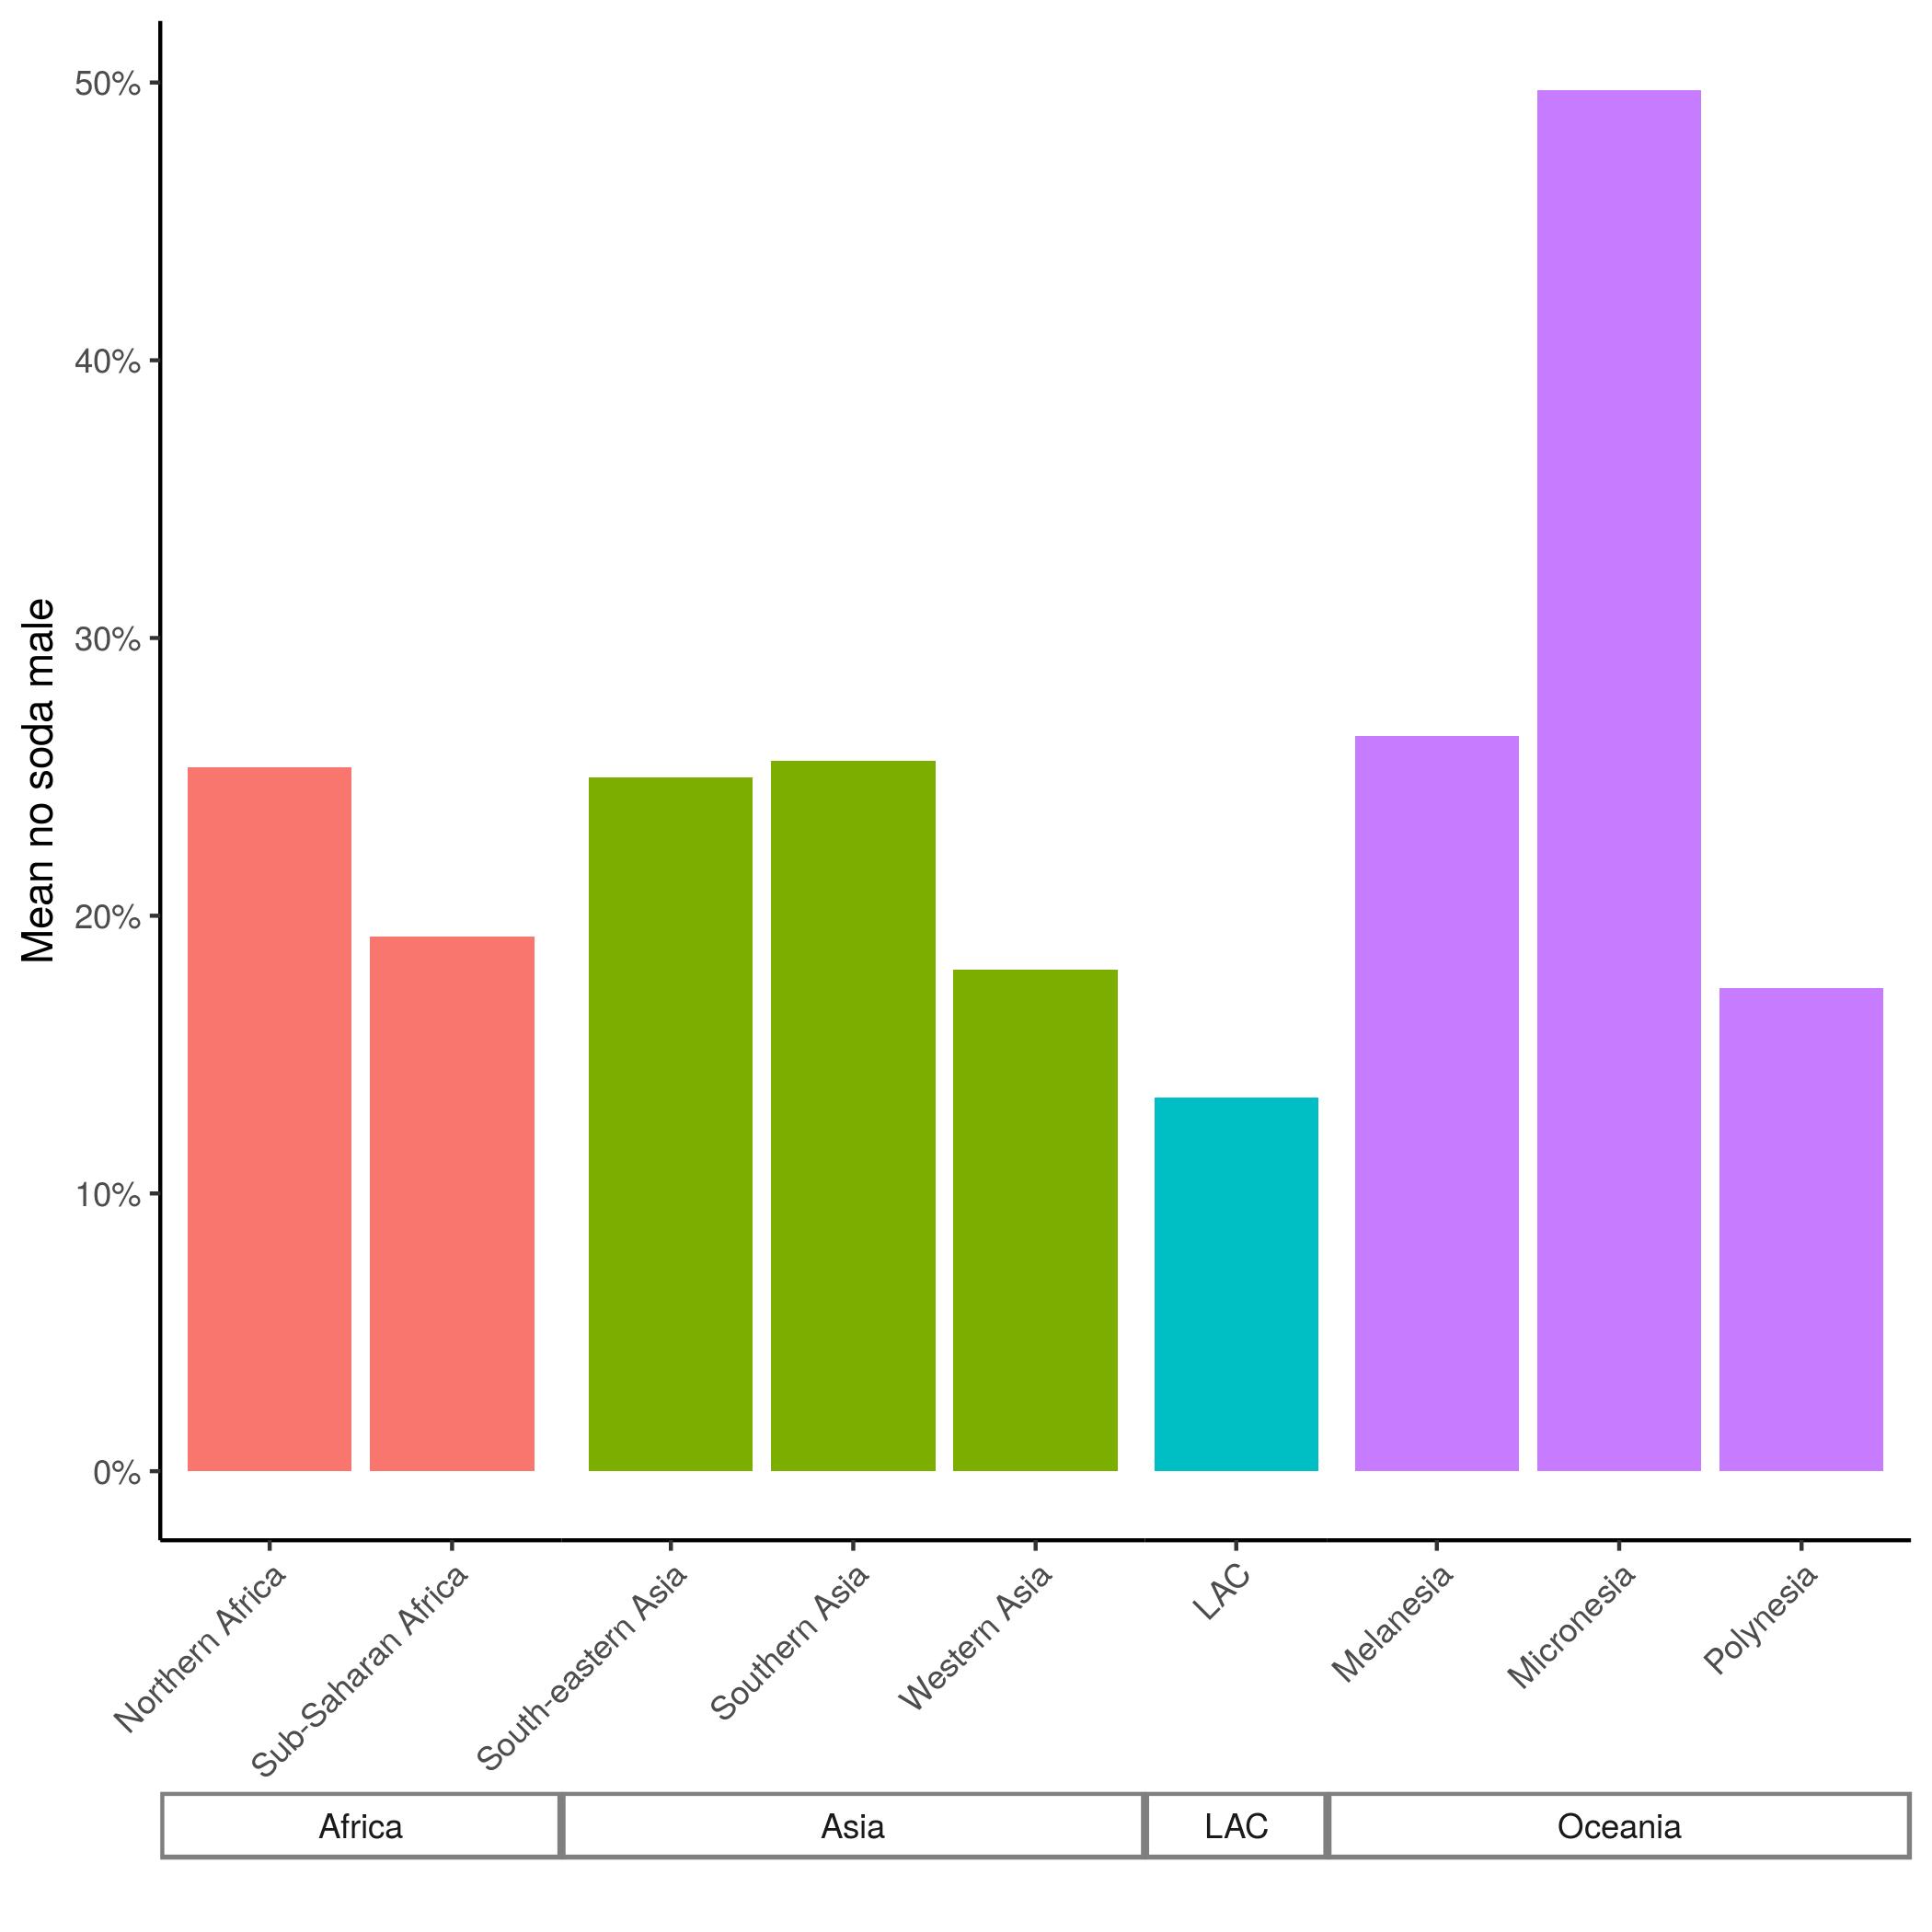 Mean no soda male
50%
40%
30%
20%
10%
0%
Northern Africa
Sub-Saharan Africa
South-eastern Asia
Southern Asia
Western Asia
LAC
Melanesia
Micronesia
Polynesia
Africa
Asia
LAC
Oceania